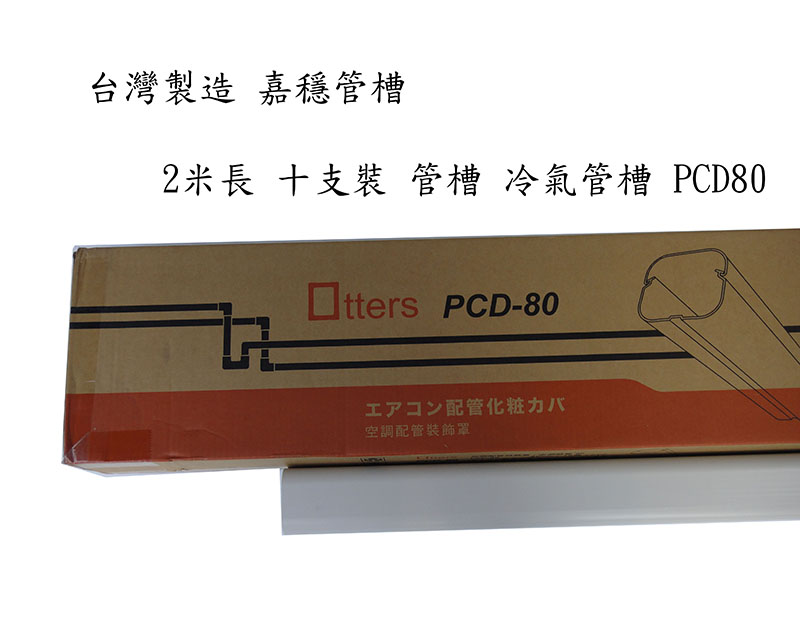 台灣製造 嘉穩管槽
2米長 十支裝 管槽 冷氣管槽 PCD80
Otters PCD-80
エアコン配管化粧カバ
空調配管裝飾罩